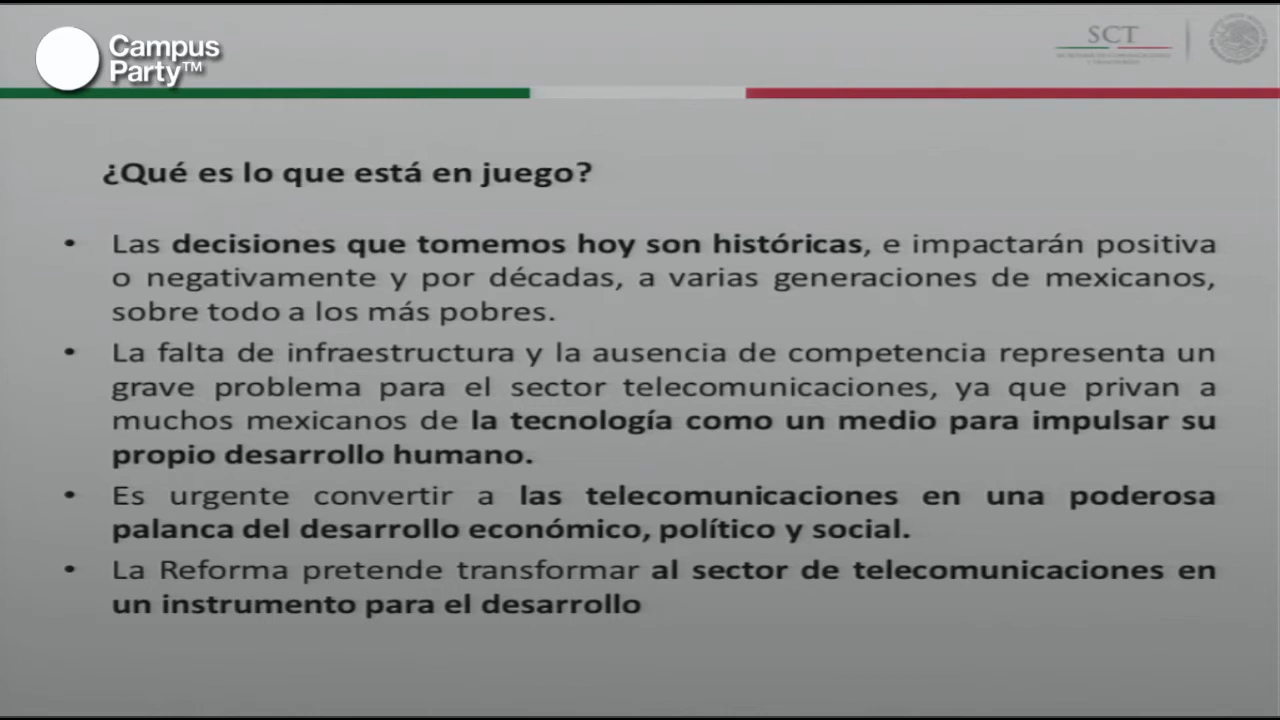 Campus
Party™
SCT
¿Qué es lo que está en juego?
• Las decisiones que tomemos hoy son históricas, e impactarán positiva
o negativamente y por décadas, a varias generaciones de mexicanos,
sobre todo a los más pobres.
• La falta de infraestructura y la ausencia de competencia representa un
grave problema para el sector telecomunicaciones, ya que privan a
muchos mexicanos de la tecnología como un medio para impulsar su
propio desarrollo humano.
• Es urgente convertir a las telecomunicaciones en una poderosa
palanca del desarrollo económico, político y social.
• La Reforma pretende transformar al sector de telecomunicaciones en
un instrumento para el desarrollo